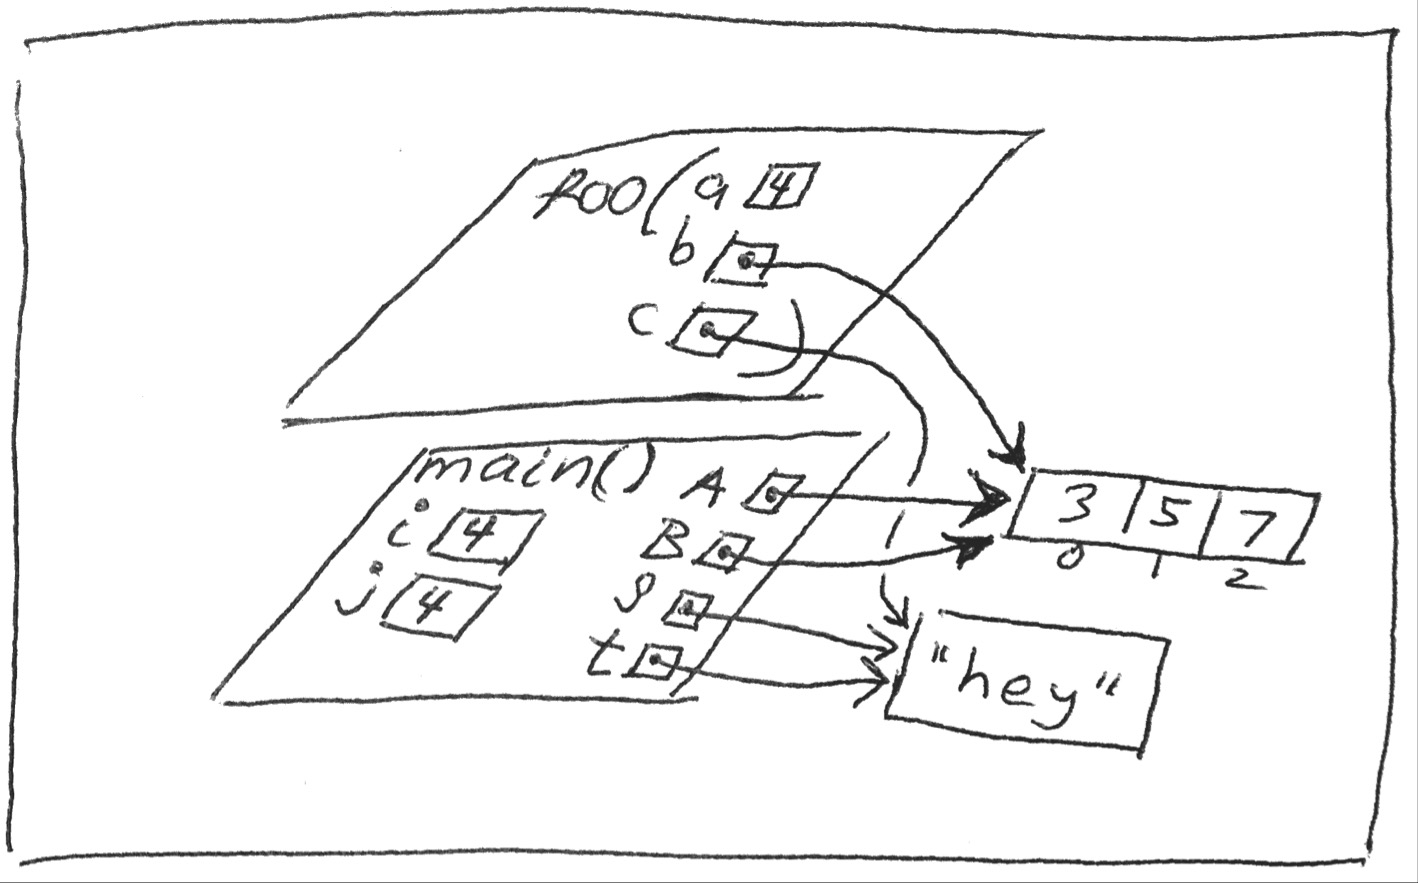 foo(a 4
b
c )
main() A
i 4 B
j 4 s
t
3 5 7
0 1 2
"hey"